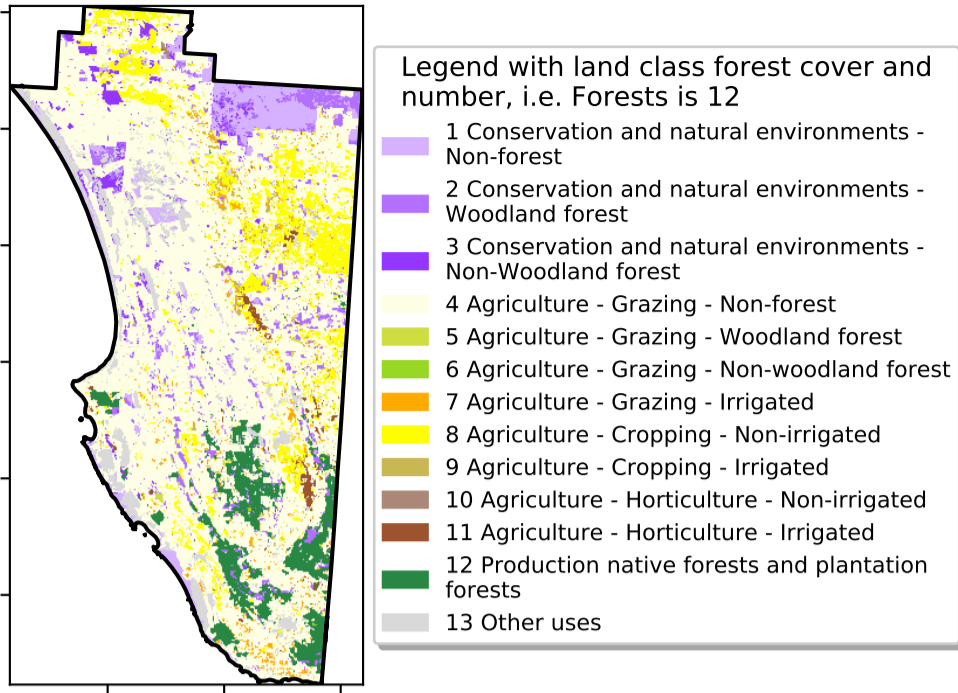 Legend with land class forest cover and
number, i.e. Forests is 12
1 Conservation and natural environments -
Non-forest
2 Conservation and natural environments -
Woodland forest
3 Conservation and natural environments -
Non-Woodland forest
4 Agriculture - Grazing - Non-forest
5 Agriculture - Grazing - Woodland forest
6 Agriculture - Grazing - Non-woodland forest
7 Agriculture - Grazing - Irrigated
8 Agriculture - Cropping - Non-irrigated
9 Agriculture - Cropping - Irrigated
10 Agriculture - Horticulture - Non-irrigated
11 Agriculture - Horticulture - Irrigated
12 Production native forests and plantation
forests
13 Other uses